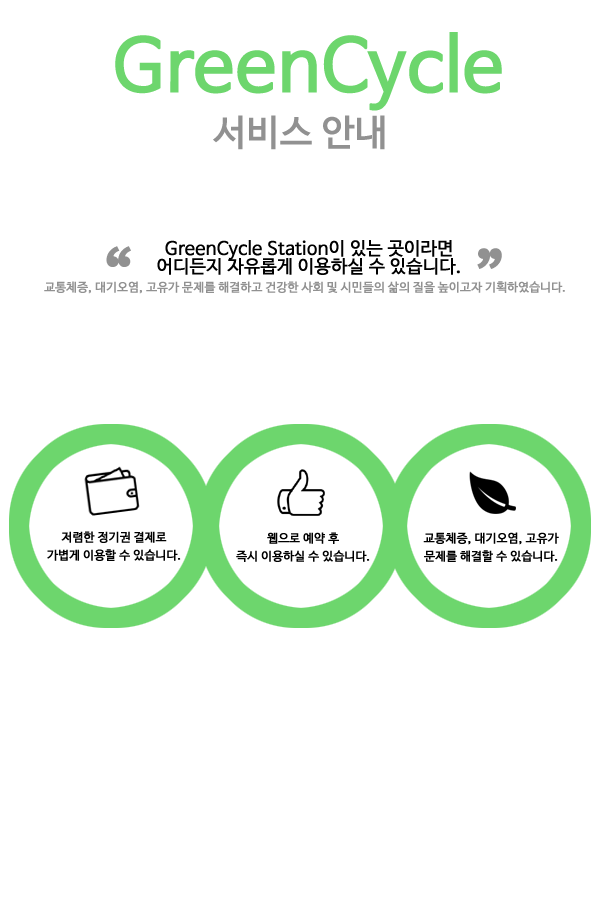 GreenCycle
서비스 안내
“ GreenCycle Station이 있는 곳이라면 ”
어디든지 자유롭게 이용하실 수 있습니다.
교통체증, 대기오염, 고유가 문제를 해결하고 건강한 사회 및 시민들의 삶의 질을 높이고자 기획하였습니다.
저렴한 정기권 결제로
가볍게 이용할 수 있습니다.
웹으로 예약 후
즉시 이용하실 수 있습니다.
교통체증, 대기오염, 고유가
문제를 해결할 수 있습니다.